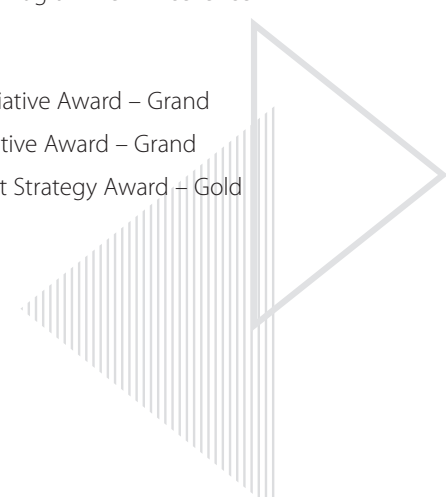 iative Award – Grand
tive Award – Grand
t Strategy Award – Gold